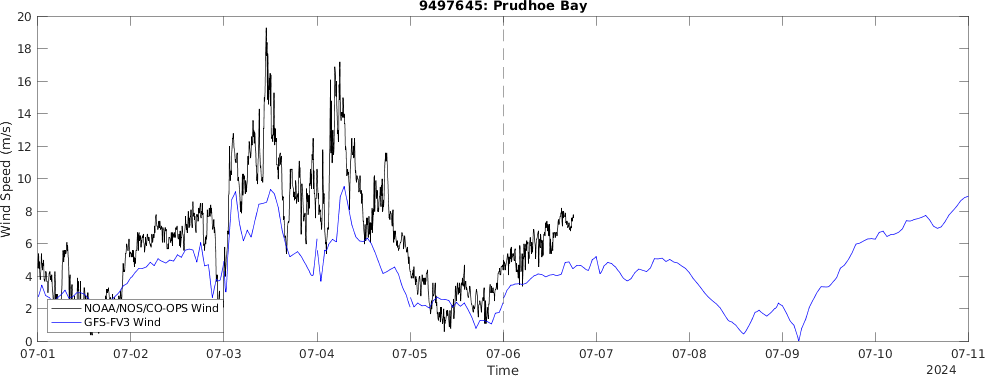 9497645: Prudhoe Bay
20
18
16
14
12
10
8
6
4
2
0
Wind Speed (m/s)
NOAA/NOS/CO-OPS Wind
GFS-FV3 Wind
07-01 07-02 07-03 07-04 07-05 07-06 07-07 07-08 07-09 07-10 07-11
Time
2024